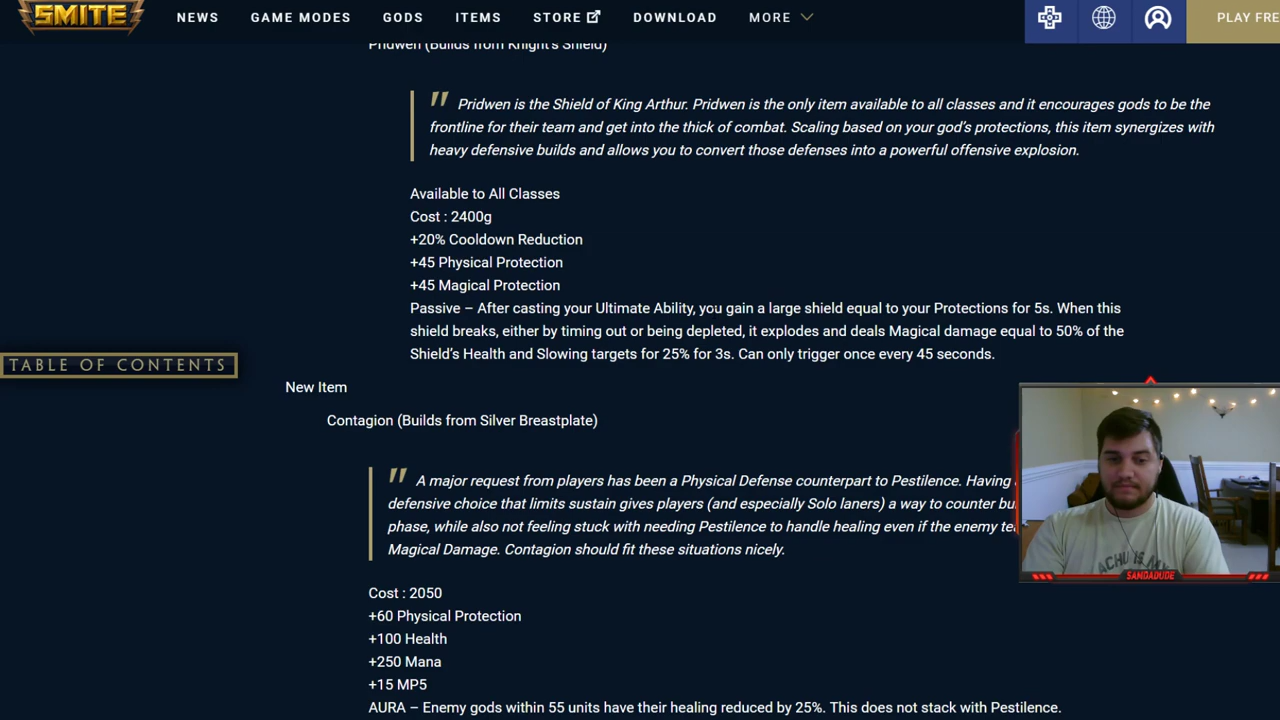 SMITE
NEWS GAME MODES GODS ITEMS STORE DOWNLOAD MORE PLAY FRE
Pridwen (Builds from Knight's Shield)
" Pridwen is the Shield of King Arthur. Pridwen is the only item available to all classes and it encourages gods to be the
frontline for their team and get into the thick of combat. Scaling based on your god's protections, this item synergizes with
heavy defensive builds and allows you to convert those defenses into a powerful offensive explosion.
Available to All Classes
Cost : 2400g
+20% Cooldown Reduction
+45 Physical Protection
+45 Magical Protection
Passive – After casting your Ultimate Ability, you gain a large shield equal to your Protections for 5s. When this
shield breaks, either by timing out or being depleted, it explodes and deals Magical damage equal to 50% of the
Shield's Health and Slowing targets for 25% for 3s. Can only trigger once every 45 seconds.
TABLE OF CONTENTS
New Item
Contagion (Builds from Silver Breastplate)
" A major request from players has been a Physical Defense counterpart to Pestilence. Having
defensive choice that limits sustain gives players (and especially Solo laners) a way to counter
phase, while also not feeling stuck with needing Pestilence to handle healing even if the enemy
Magical Damage. Contagion should fit these situations nicely.
Cost : 2050
+60 Physical Protection
+100 Health
+250 Mana
+15 MP5
AURA – Enemy gods within 55 units have their healing reduced by 25%. This does not stack with Pestilence.
SAMDADUDE